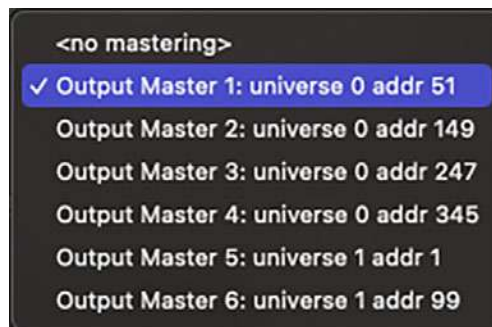 <no mastering>
✓ Output Master 1: universe 0 addr 51
Output Master 2: universe 0 addr 149
Output Master 3: universe 0 addr 247
Output Master 4: universe 0 addr 345
Output Master 5: universe 1 addr 1
Output Master 6: universe 1 addr 99